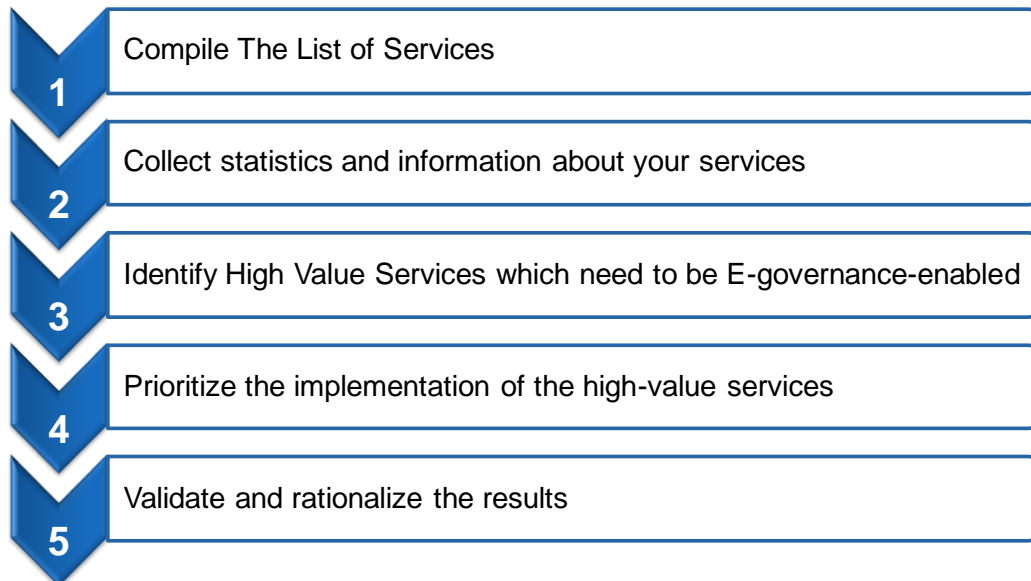 1
Compile The List of Services
2
Collect statistics and information about your services
3
Identify High Value Services which need to be E-governance-enabled
4
Prioritize the implementation of the high-value services
5
Validate and rationalize the results